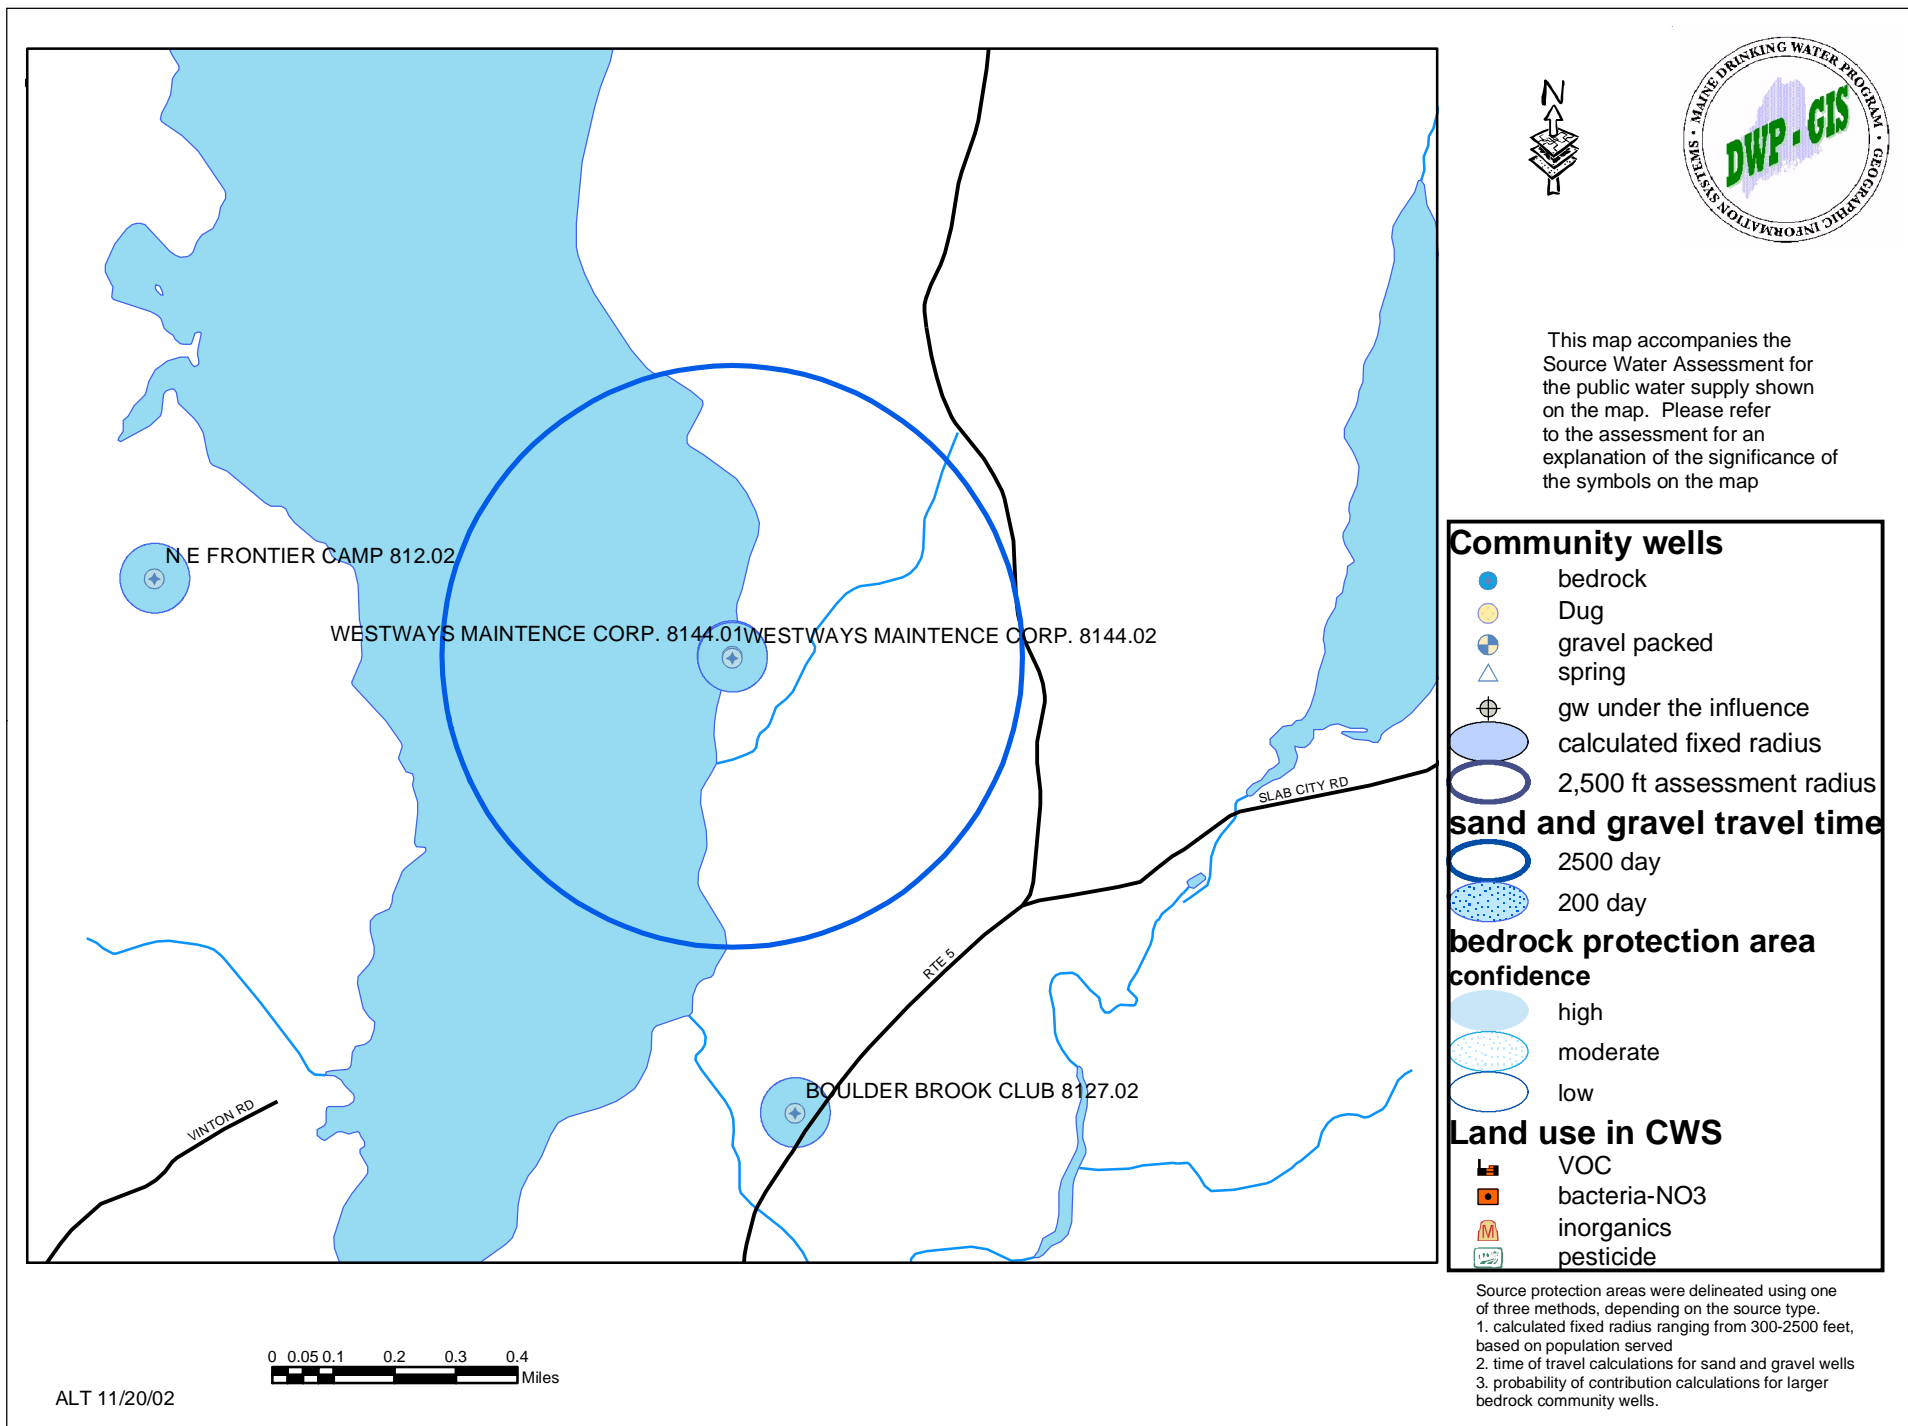 N
MAINE DRINKING WATER PROGRAM • GEOGRAPHIC INFORMATION SYSTEMS •
DWP - GIS
This map accompanies the
Source Water Assessment for
the public water supply shown
on the map. Please refer
to the assessment for an
explanation of the significance of
the symbols on the map
N E FRONTIER CAMP 812.02
WESTWAYS MAINTENCE CORP. 8144.01
WESTWAYS MAINTENCE CORP. 8144.02
SLAB CITY RD
RTE 5
BOULDER BROOK CLUB 8127.02
VINTON RD
Community wells
bedrock
Dug
gravel packed
spring
gw under the influence
calculated fixed radius
2,500 ft assessment radius
sand and gravel travel time
2500 day
200 day
bedrock protection area
confidence
high
moderate
low
Land use in CWS
VOC
bacteria-NO3
M
inorganics
pesticide
Source protection areas were delineated using one
of three methods, depending on the source type.
1. calculated fixed radius ranging from 300-2500 feet,
based on population served
2. time of travel calculations for sand and gravel wells
3. probability of contribution calculations for larger
bedrock community wells.
0 0.05 0.1 0.2 0.3 0.4
Miles
ALT 11/20/02